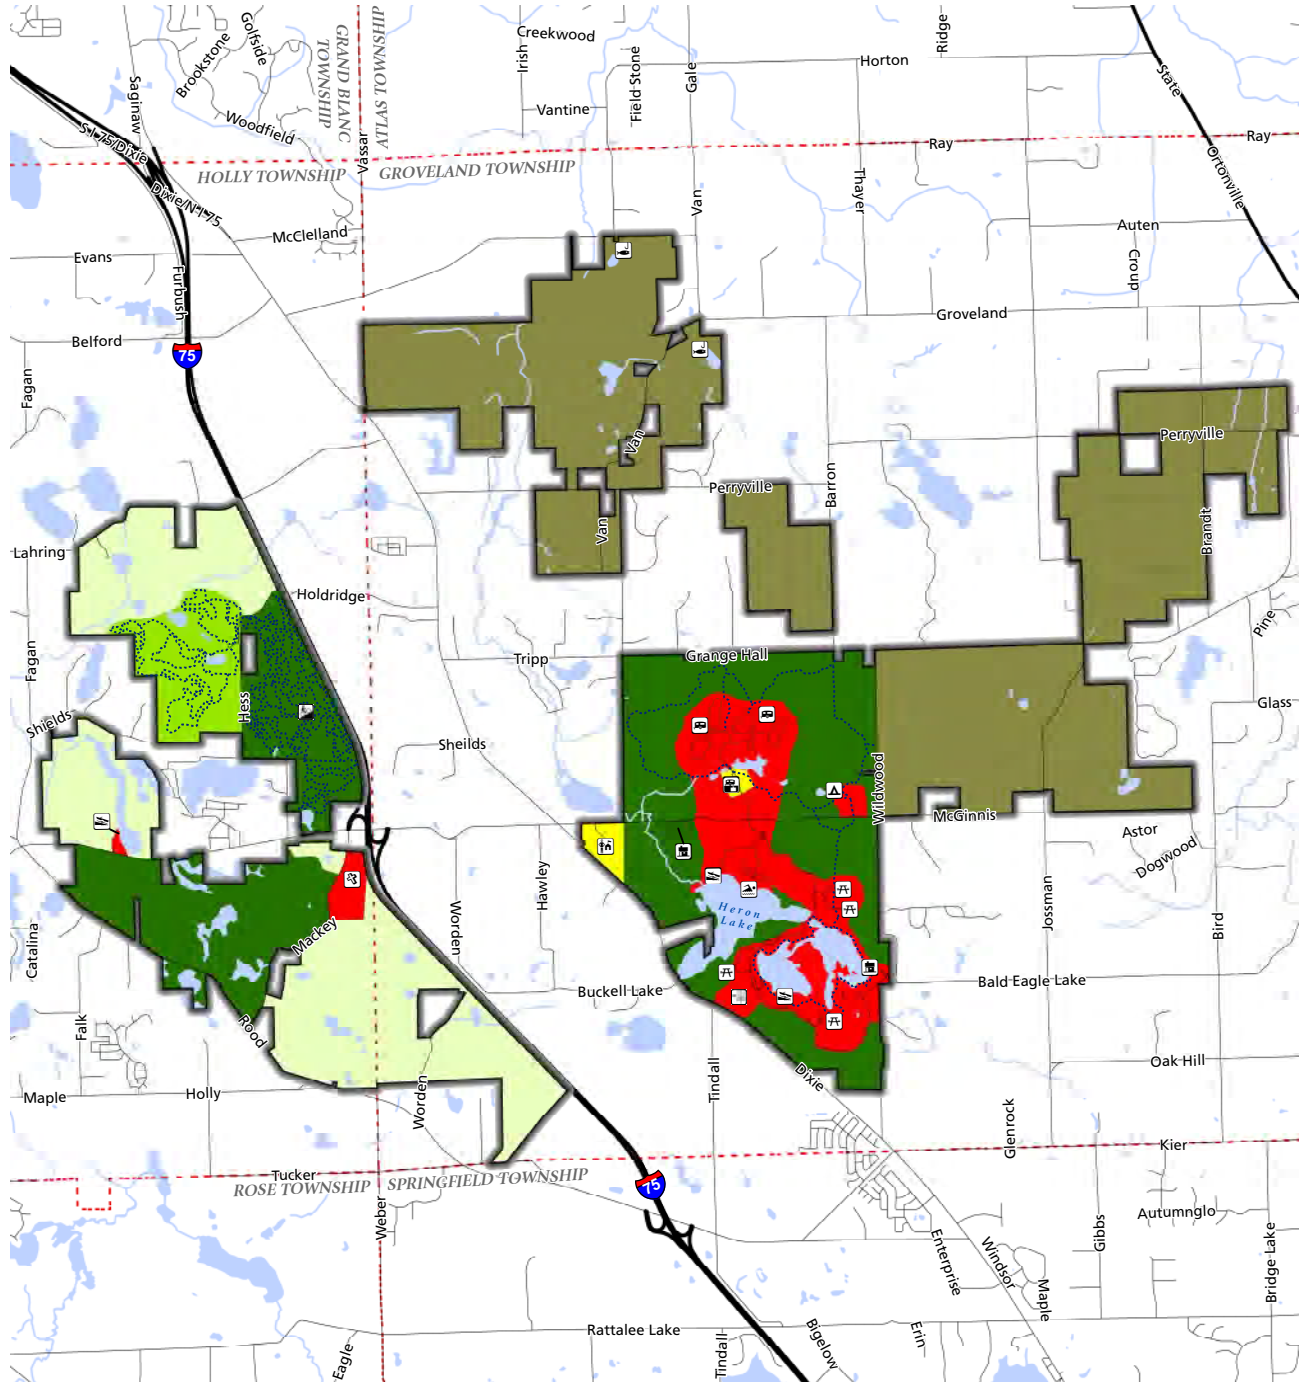 Creekwood
Golfside
Brookstone
GRAND BLANC
TOWNSHIP
ATLAS TOWNSHIP
Irish
Field Stone
Gale
Ridge
Horton
State
Saginaw
Vantine
Woodfield
S I 75/Dixie
Vassar
Ray
Ray
HOLLY TOWNSHIP
GROVELAND TOWNSHIP
Dixie/N I 75
Van
Thayer
Ortonville
McClelland
Auten
Evans
Furbush
Crond
Groveland
Belford
75
Fagan
Perryville
Van
Perryville
Barron
Van
Brandt
Lahring
Holdridge
Pine
Fagan
Tripp
Grange Hall
Hess
Shields
Glass
Sheilds
Wildwood
McGinnis
Astor
Dogwood
Hawley
Heron
Lake
Mackey
Worden
Jossman
Bird
Catalina
Buckell Lake
Bald Eagle Lake
Falk
Rood
Oak Hill
Dixie
Tindall
Maple
Holly
Worden
Glenrock
Kier
Tucker
ROSE TOWNSHIP
SPRINGFIELD TOWNSHIP
75
Weber
Gibbs
Autumnglo
Enterprise
Windsor
Maple
Bridge Lake
Rattalee Lake
Eagle
Tindall
Bigelow
Erin